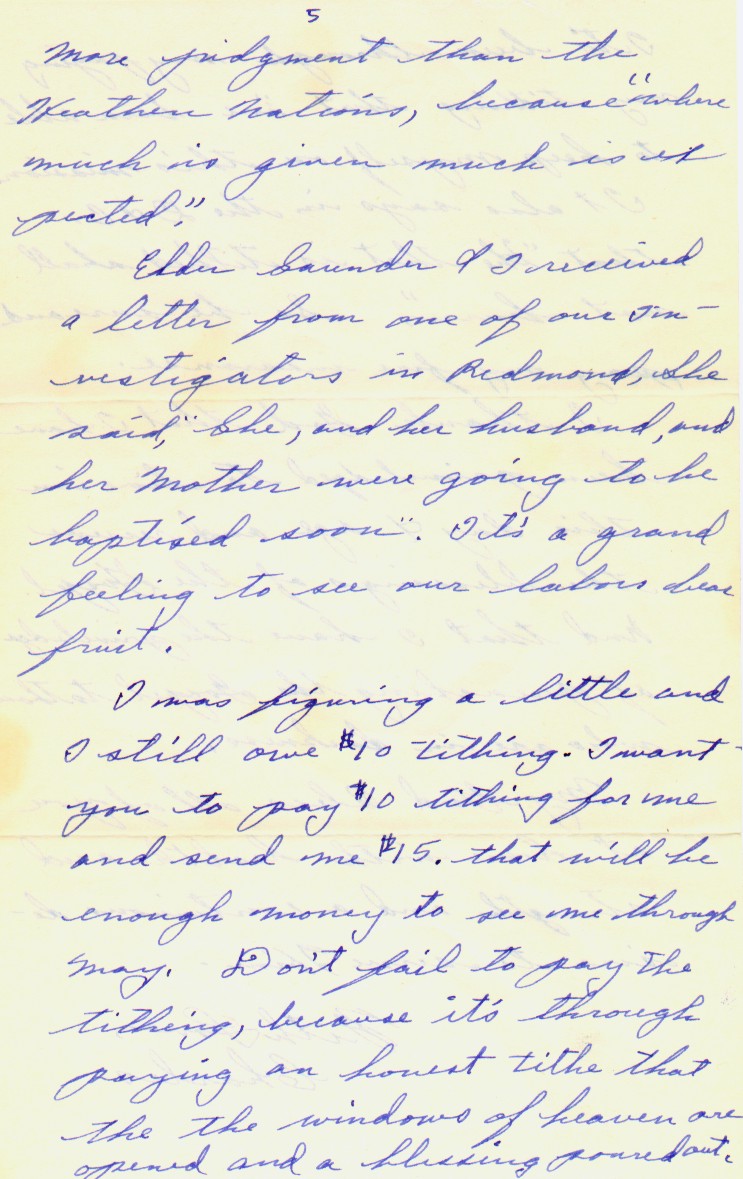 5
more judgment than the
Heathen Nations, because "where
much is given much is ex
pected."
Elder Saunder & I received
a letter from one of our in-
vestigators in Redmond, She
said, "She, and her husband, and
her Mother were going to be
baptised soon". It's a grand
feeling to see our labors bear
fruit.
I was figuring a little and
I still owe $10 tithing. I want
you to pay $10 tithing for me
and send me $15. that will be
enough money to see me through
May. Don't fail to pay the
tithing, because it's through
paying an honest tithe that
the the windows of heaven are
opened and a blessing poured out.